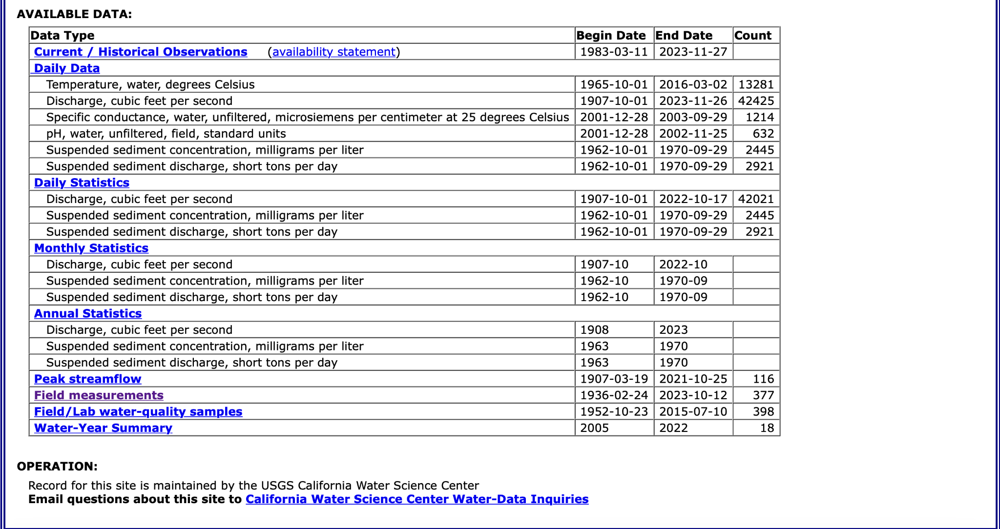 AVAILABLE DATA:
Data Type Begin Date End Date Count
Current / Historical Observations (availability statement) 1983-03-11 2023-11-27
Daily Data
Temperature, water, degrees Celsius 1965-10-01 2016-03-02 13281
Discharge, cubic feet per second 1907-10-01 2023-11-26 42425
Specific conductance, water, unfiltered, microsiemens per centimeter at 25 degrees Celsius 2001-12-28 2003-09-29 1214
pH, water, unfiltered, field, standard units 2001-12-28 2002-11-25 632
Suspended sediment concentration, milligrams per liter 1962-10-01 1970-09-29 2445
Suspended sediment discharge, short tons per day 1962-10-01 1970-09-29 2921
Daily Statistics
Discharge, cubic feet per second 1907-10-01 2022-10-17 42021
Suspended sediment concentration, milligrams per liter 1962-10-01 1970-09-29 2445
Suspended sediment discharge, short tons per day 1962-10-01 1970-09-29 2921
Monthly Statistics
Discharge, cubic feet per second 1907-10 2022-10
Suspended sediment concentration, milligrams per liter 1962-10 1970-09
Suspended sediment discharge, short tons per day 1962-10 1970-09
Annual Statistics
Discharge, cubic feet per second 1908 2023
Suspended sediment concentration, milligrams per liter 1963 1970
Suspended sediment discharge, short tons per day 1963 1970
Peak streamflow 1907-03-19 2021-10-25 116
Field measurements 1936-02-24 2023-10-12 377
Field/Lab water-quality samples 1952-10-23 2015-07-10 398
Water-Year Summary 2005 2022 18
OPERATION:
Record for this site is maintained by the USGS California Water Science Center
Email questions about this site to California Water Science Center Water-Data Inquiries